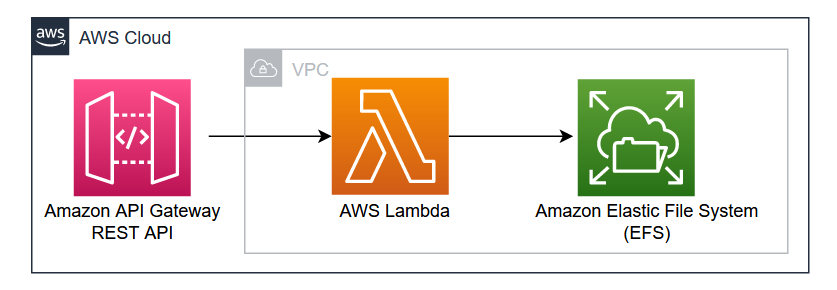 aws
AWS Cloud
VPC
</>
Amazon API Gateway
REST API
AWS Lambda
Amazon Elastic File System
(EFS)